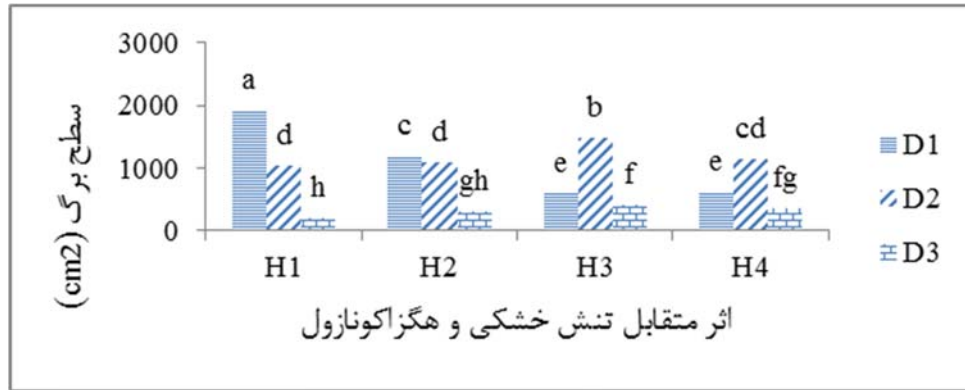 3000
2000
1000
0
سطح برگ (cm2)
a
d
h
c
d
gh
e
b
f
e
cd
fg
H1
H2
H3
H4
D1
D2
D3
اثر متقابل تنش خشکی و هگزاکونازول